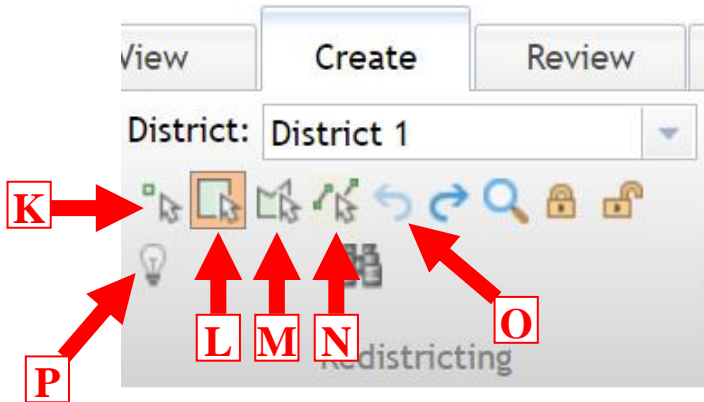 View Create Review
District: District 1
K
L M N O
P
Redistricting